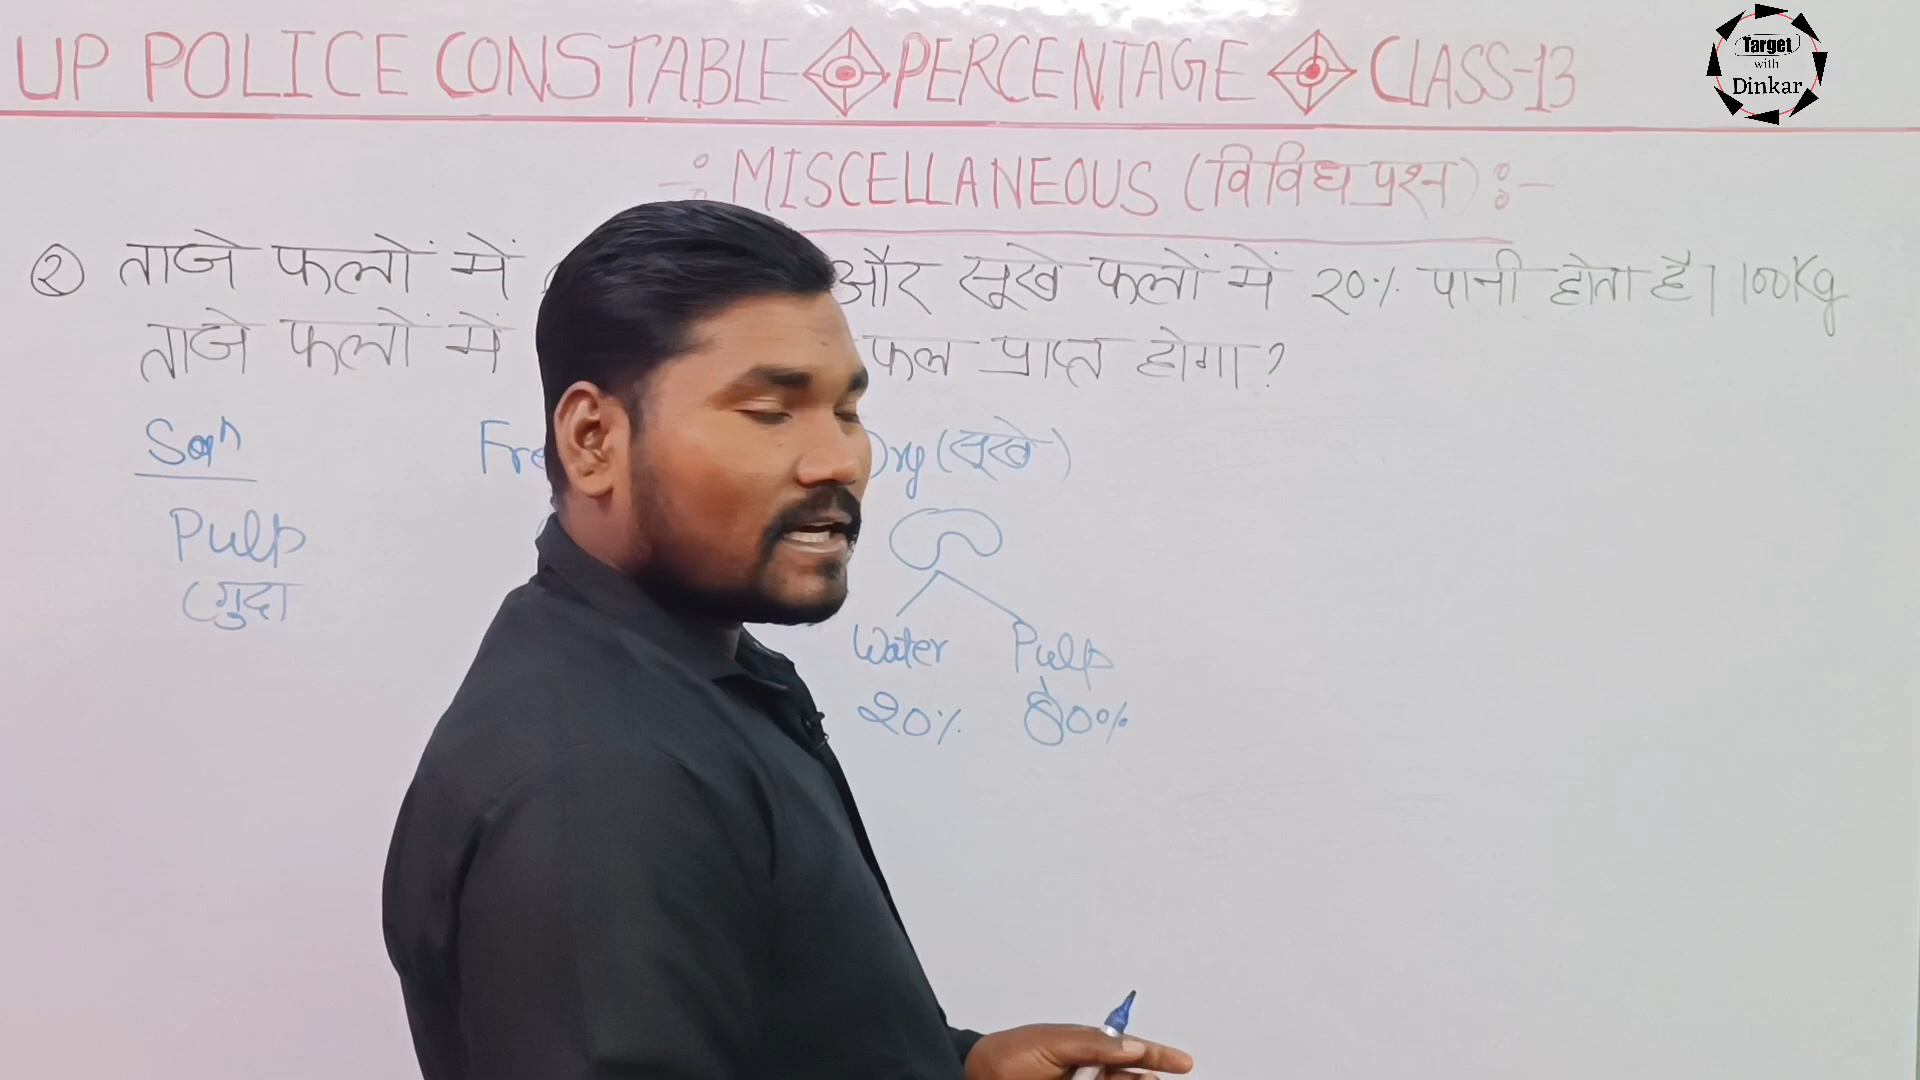 UP POLICE CONSTABLE PERCENTAGE CLASS-13
Target
with
Dinkar
-: MISCELLANEOUS (विविध प्रश्न) :-
② ताजे फलों में और सूखे फलों में 20% पानी होता है। 100Kg
ताजे फलों में फल प्राप्त होगा?
Solⁿ Fre Dry (सूखे)
Pulp
(गुदा
Water Pulp
20% 80%